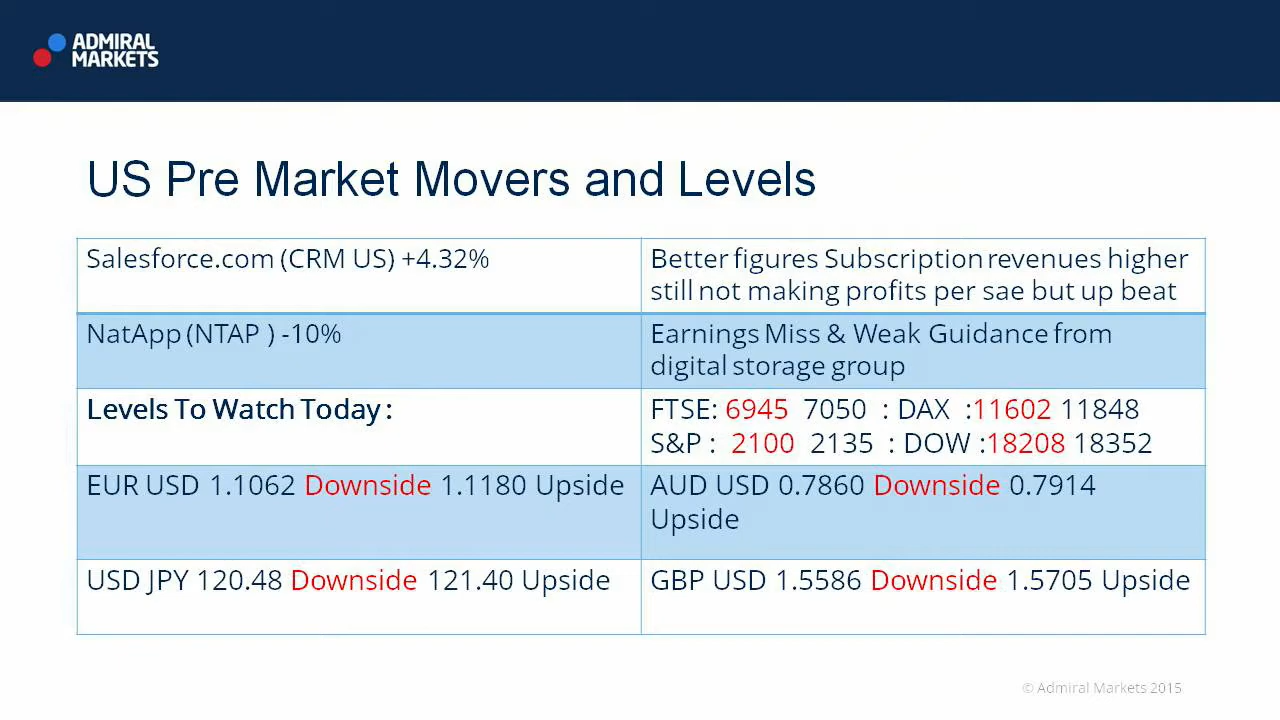 ADMIRAL
MARKETS
US Pre Market Movers and Levels
Salesforce.com (CRM US) +4.32%
Better figures Subscription revenues higher
still not making profits per sae but up beat
NatApp (NTAP ) -10%
Earnings Miss & Weak Guidance from
digital storage group
Levels To Watch Today :
FTSE: 6945 7050 : DAX :11602 11848
S&P : 2100 2135 : DOW :18208 18352
EUR USD 1.1062 Downside 1.1180 Upside
AUD USD 0.7860 Downside 0.7914
Upside
USD JPY 120.48 Downside 121.40 Upside
GBP USD 1.5586 Downside 1.5705 Upside
© Admiral Markets 2015